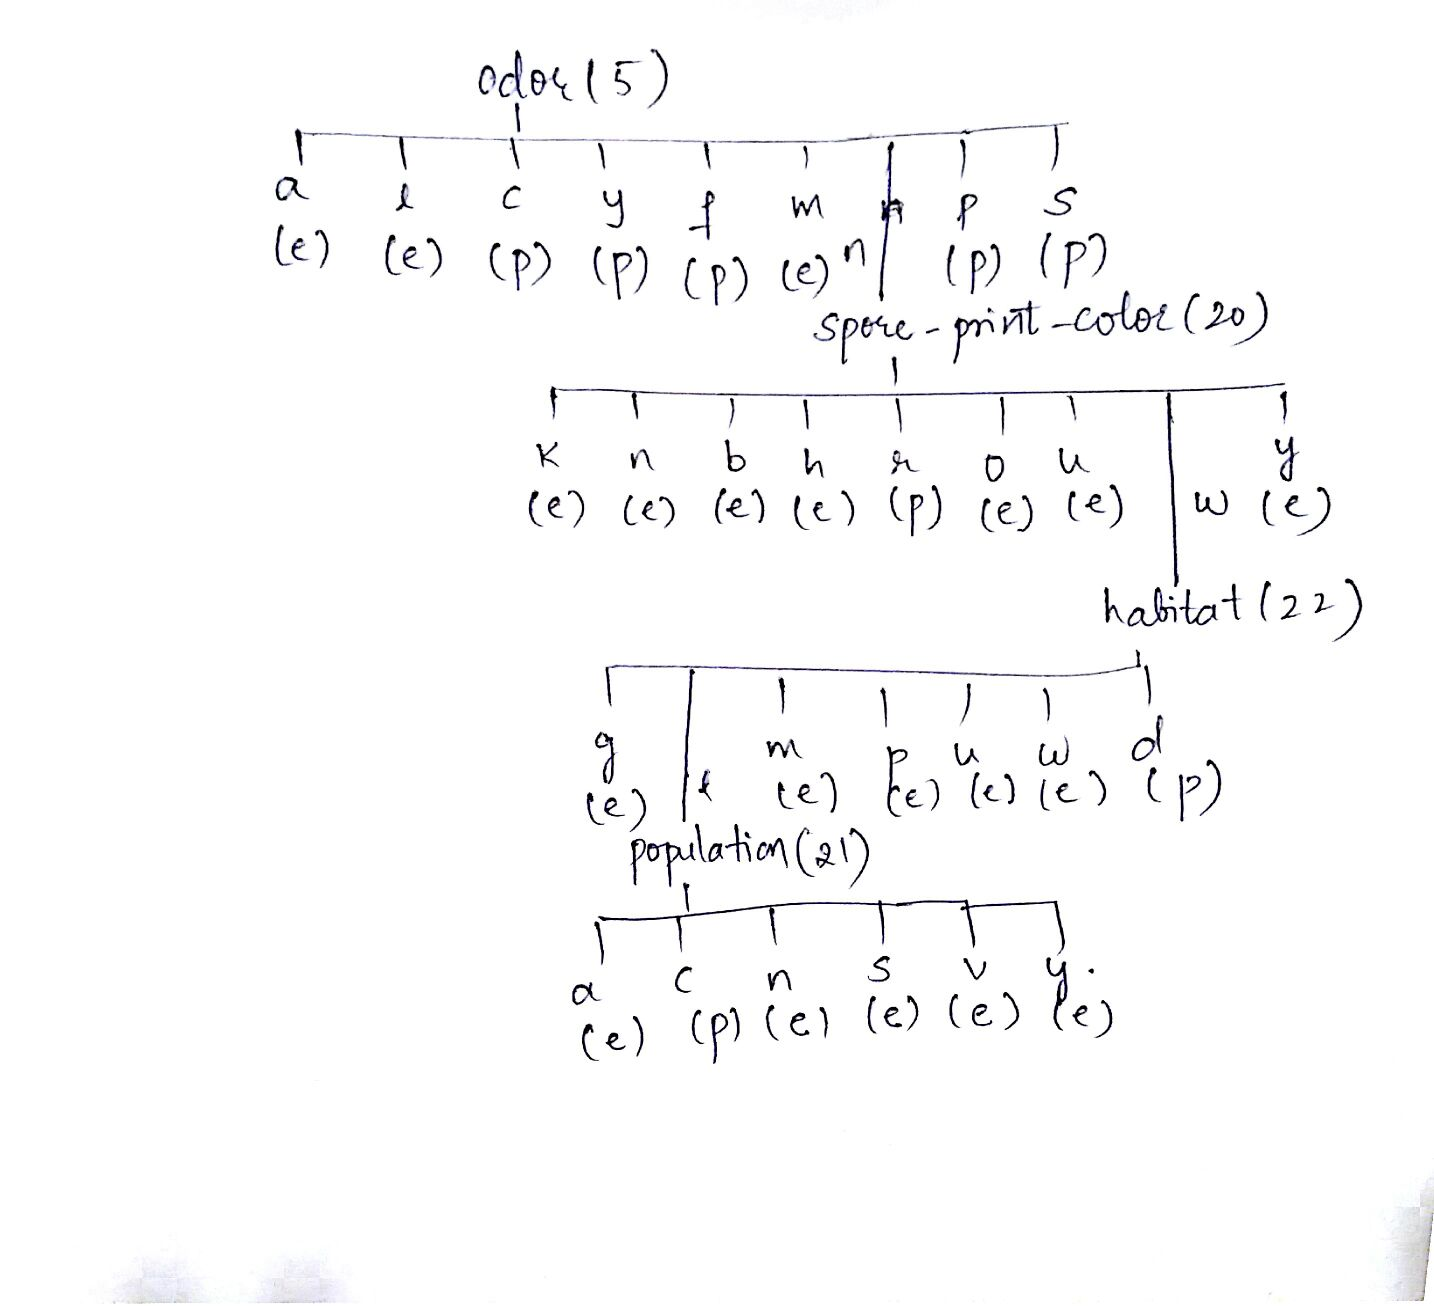 odor (5)
a l c y f m n p s
(e) (e) (p) (p) (p) (e) n (p) (p)
spore-print-color (20)
k n b h r o u y
(e) (e) (e) (e) (p) (e) (e) w (e)
habitat (22)
g m p u w d
(e) l (e) (e) (e) (e) (p)
population (21)
a c n s v y.
(e) (p) (e) (e) (e) (e)